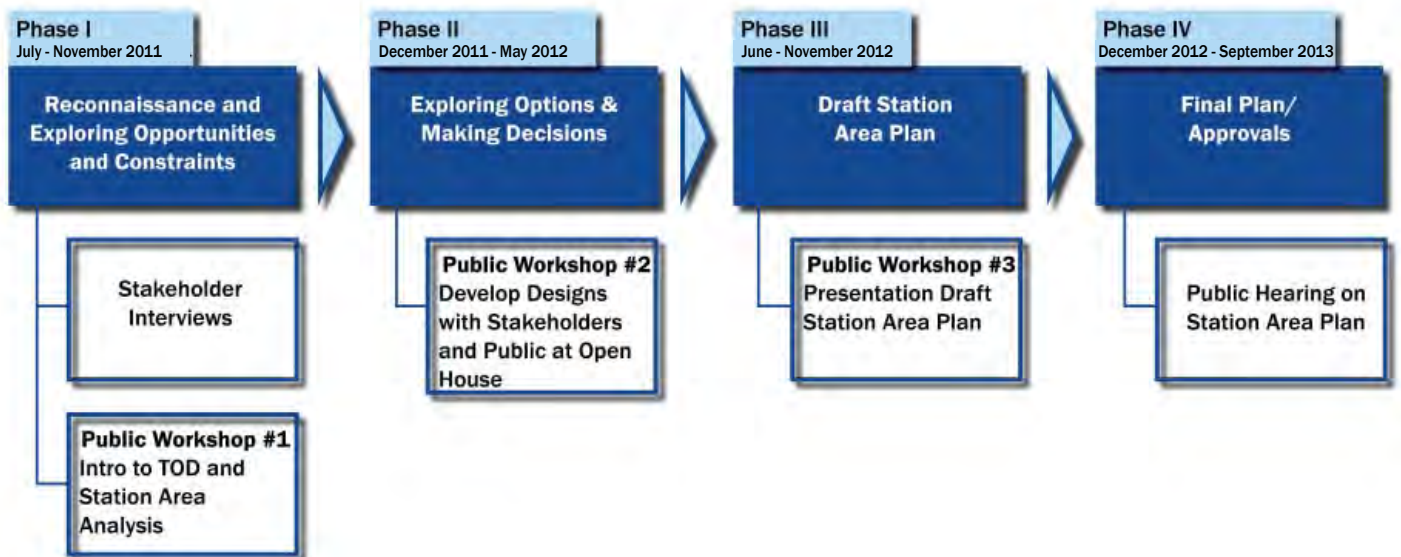 Phase I
July - November 2011
Reconnaissance and
Exploring Opportunities
and Constraints
Stakeholder
Interviews
Public Workshop #1
Intro to TOD and
Station Area
Analysis
Phase II
December 2011 - May 2012
Exploring Options &
Making Decisions
Public Workshop #2
Develop Designs
with Stakeholders
and Public at Open
House
Phase III
June - November 2012
Draft Station
Area Plan
Public Workshop #3
Presentation Draft
Station Area Plan
Phase IV
December 2012 - September 2013
Final Plan/
Approvals
Public Hearing on
Station Area Plan